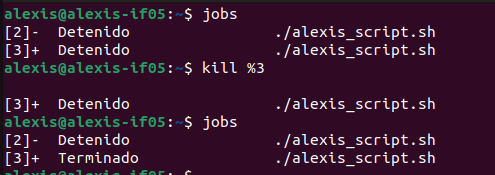 alexis@alexis-if05:~$ jobs
[2]-  Detenido                ./alexis_script.sh
[3]+  Detenido                ./alexis_script.sh
alexis@alexis-if05:~$ kill %3
[3]+  Detenido                ./alexis_script.sh
alexis@alexis-if05:~$ jobs
[2]-  Detenido                ./alexis_script.sh
[3]+  Terminado               ./alexis_script.sh